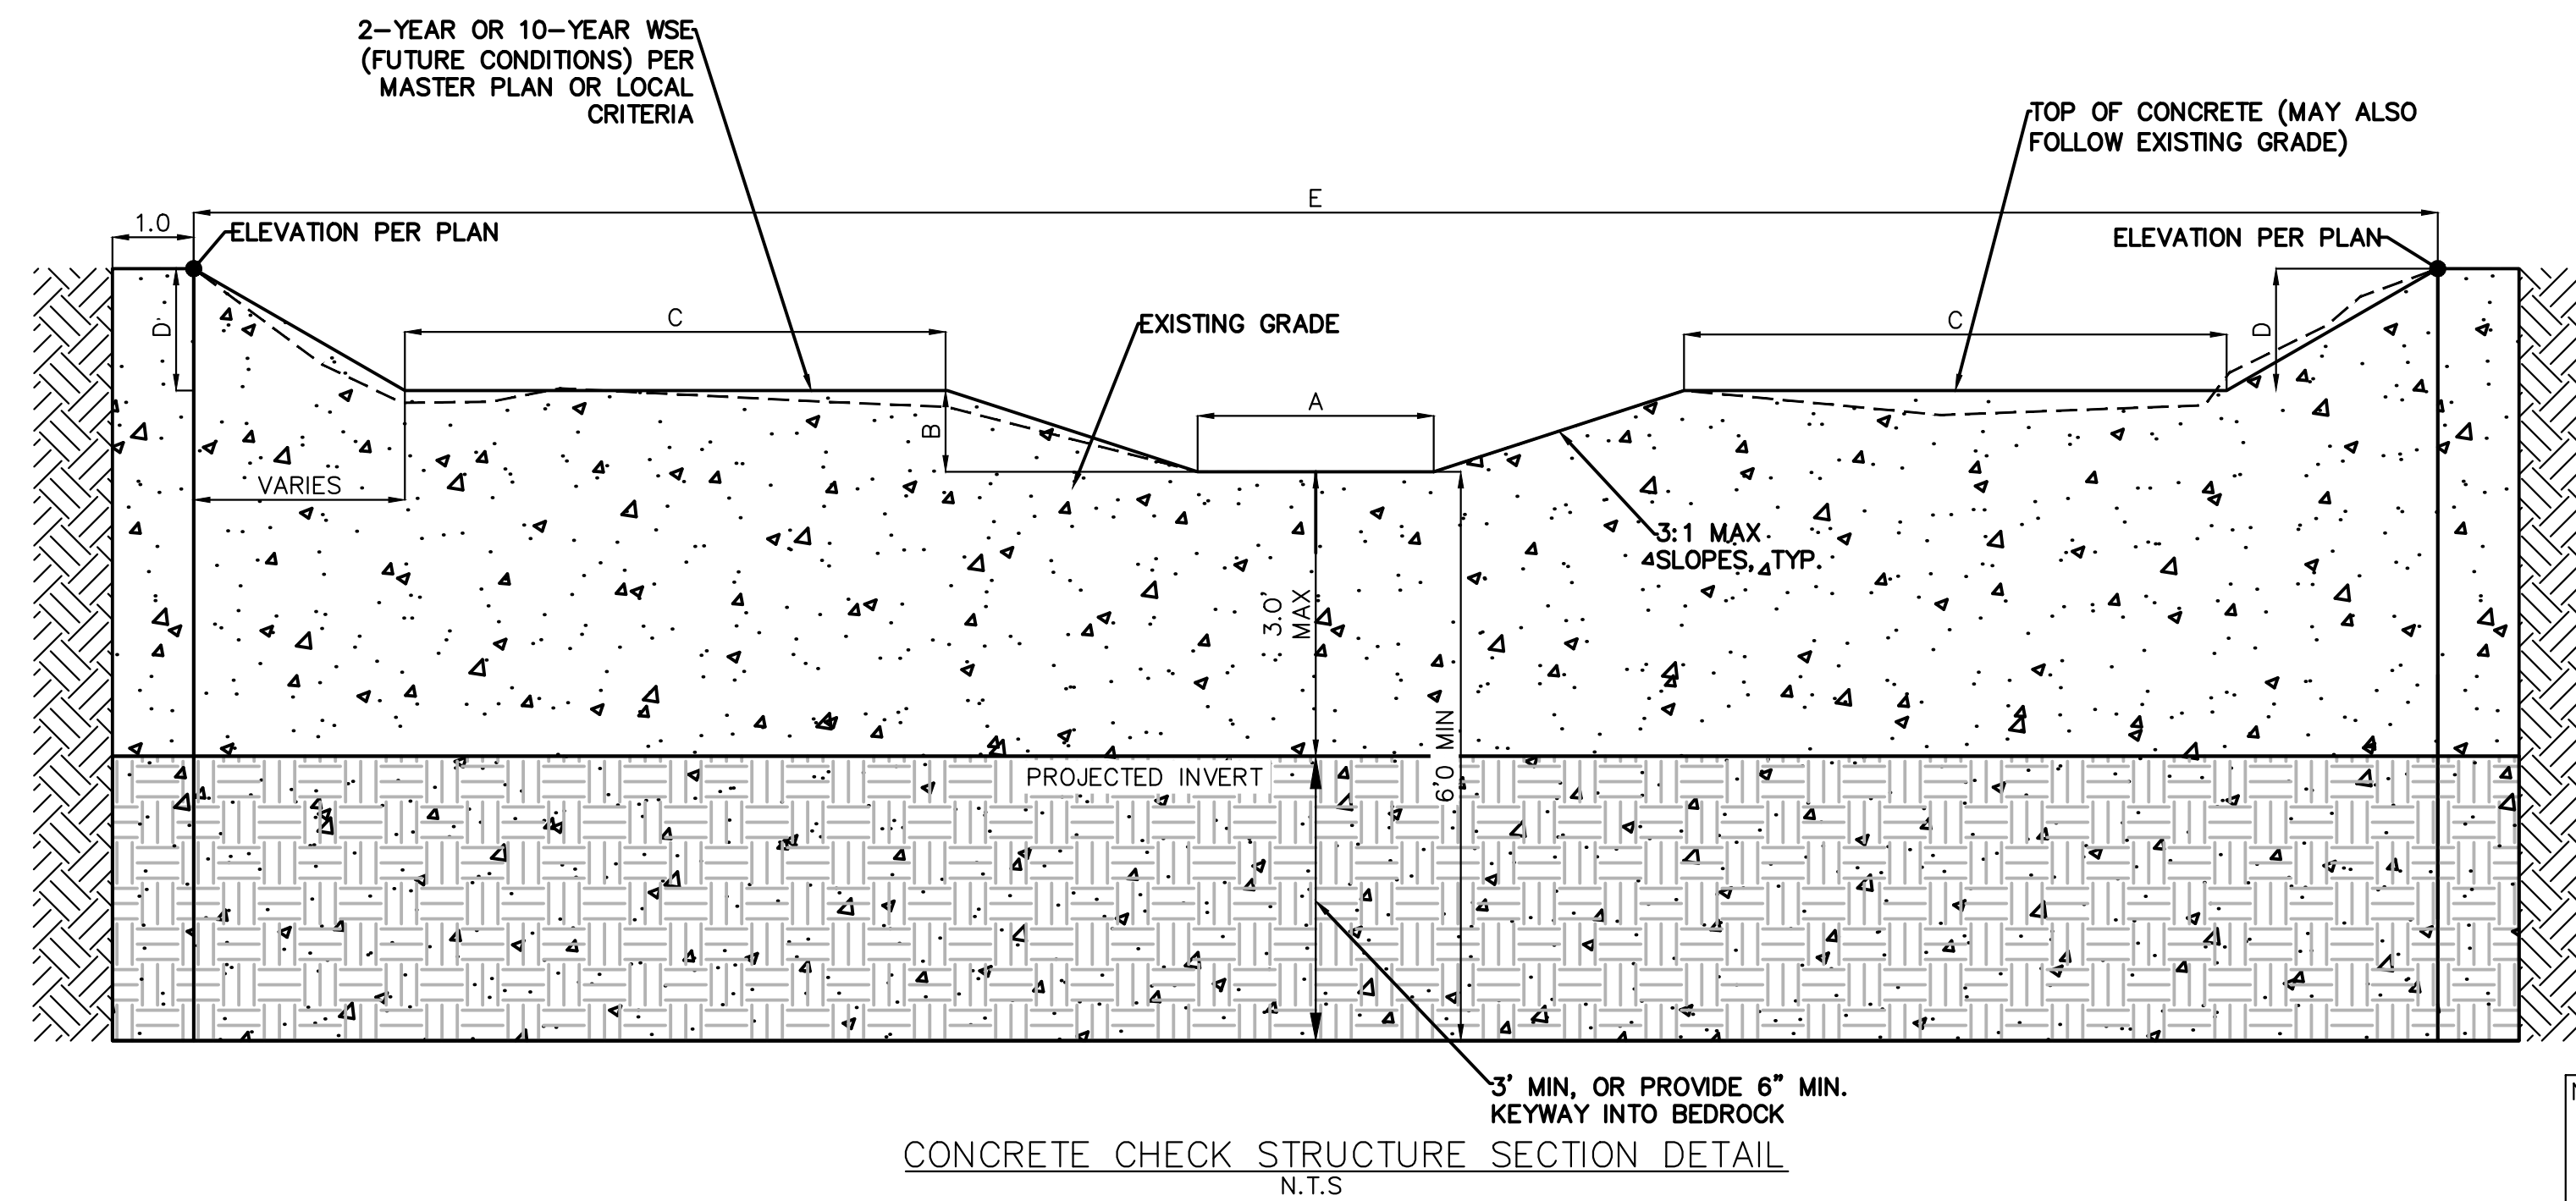 2-YEAR OR 10-YEAR WSE
(FUTURE CONDITIONS) PER
MASTER PLAN OR LOCAL
CRITERIA
TOP OF CONCRETE (MAY ALSO
FOLLOW EXISTING GRADE)
E
1.0
ELEVATION PER PLAN
ELEVATION PER PLAN
D'
C
EXISTING GRADE
C
D
B
A
VARIES
3:1 MAX
SLOPES, TYP.
3.0'
MAX
6'0 MIN
PROJECTED INVERT
3' MIN, OR PROVIDE 6" MIN.
KEYWAY INTO BEDROCK
CONCRETE CHECK STRUCTURE SECTION DETAIL
N.T.S